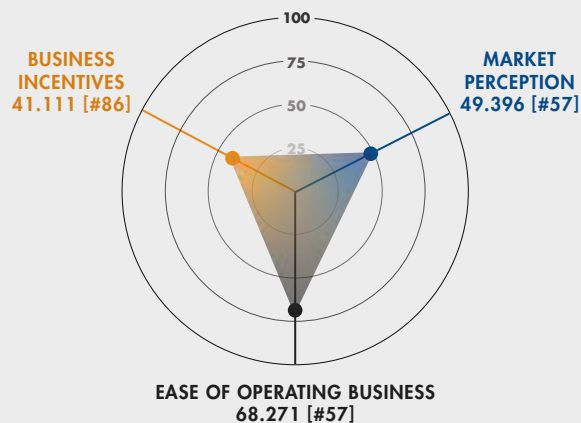 100
75
50
25
BUSINESS
INCENTIVES
41.111 [#86]
MARKET
PERCEPTION
49.396 [#57]
EASE OF OPERATING BUSINESS
68.271 [#57]